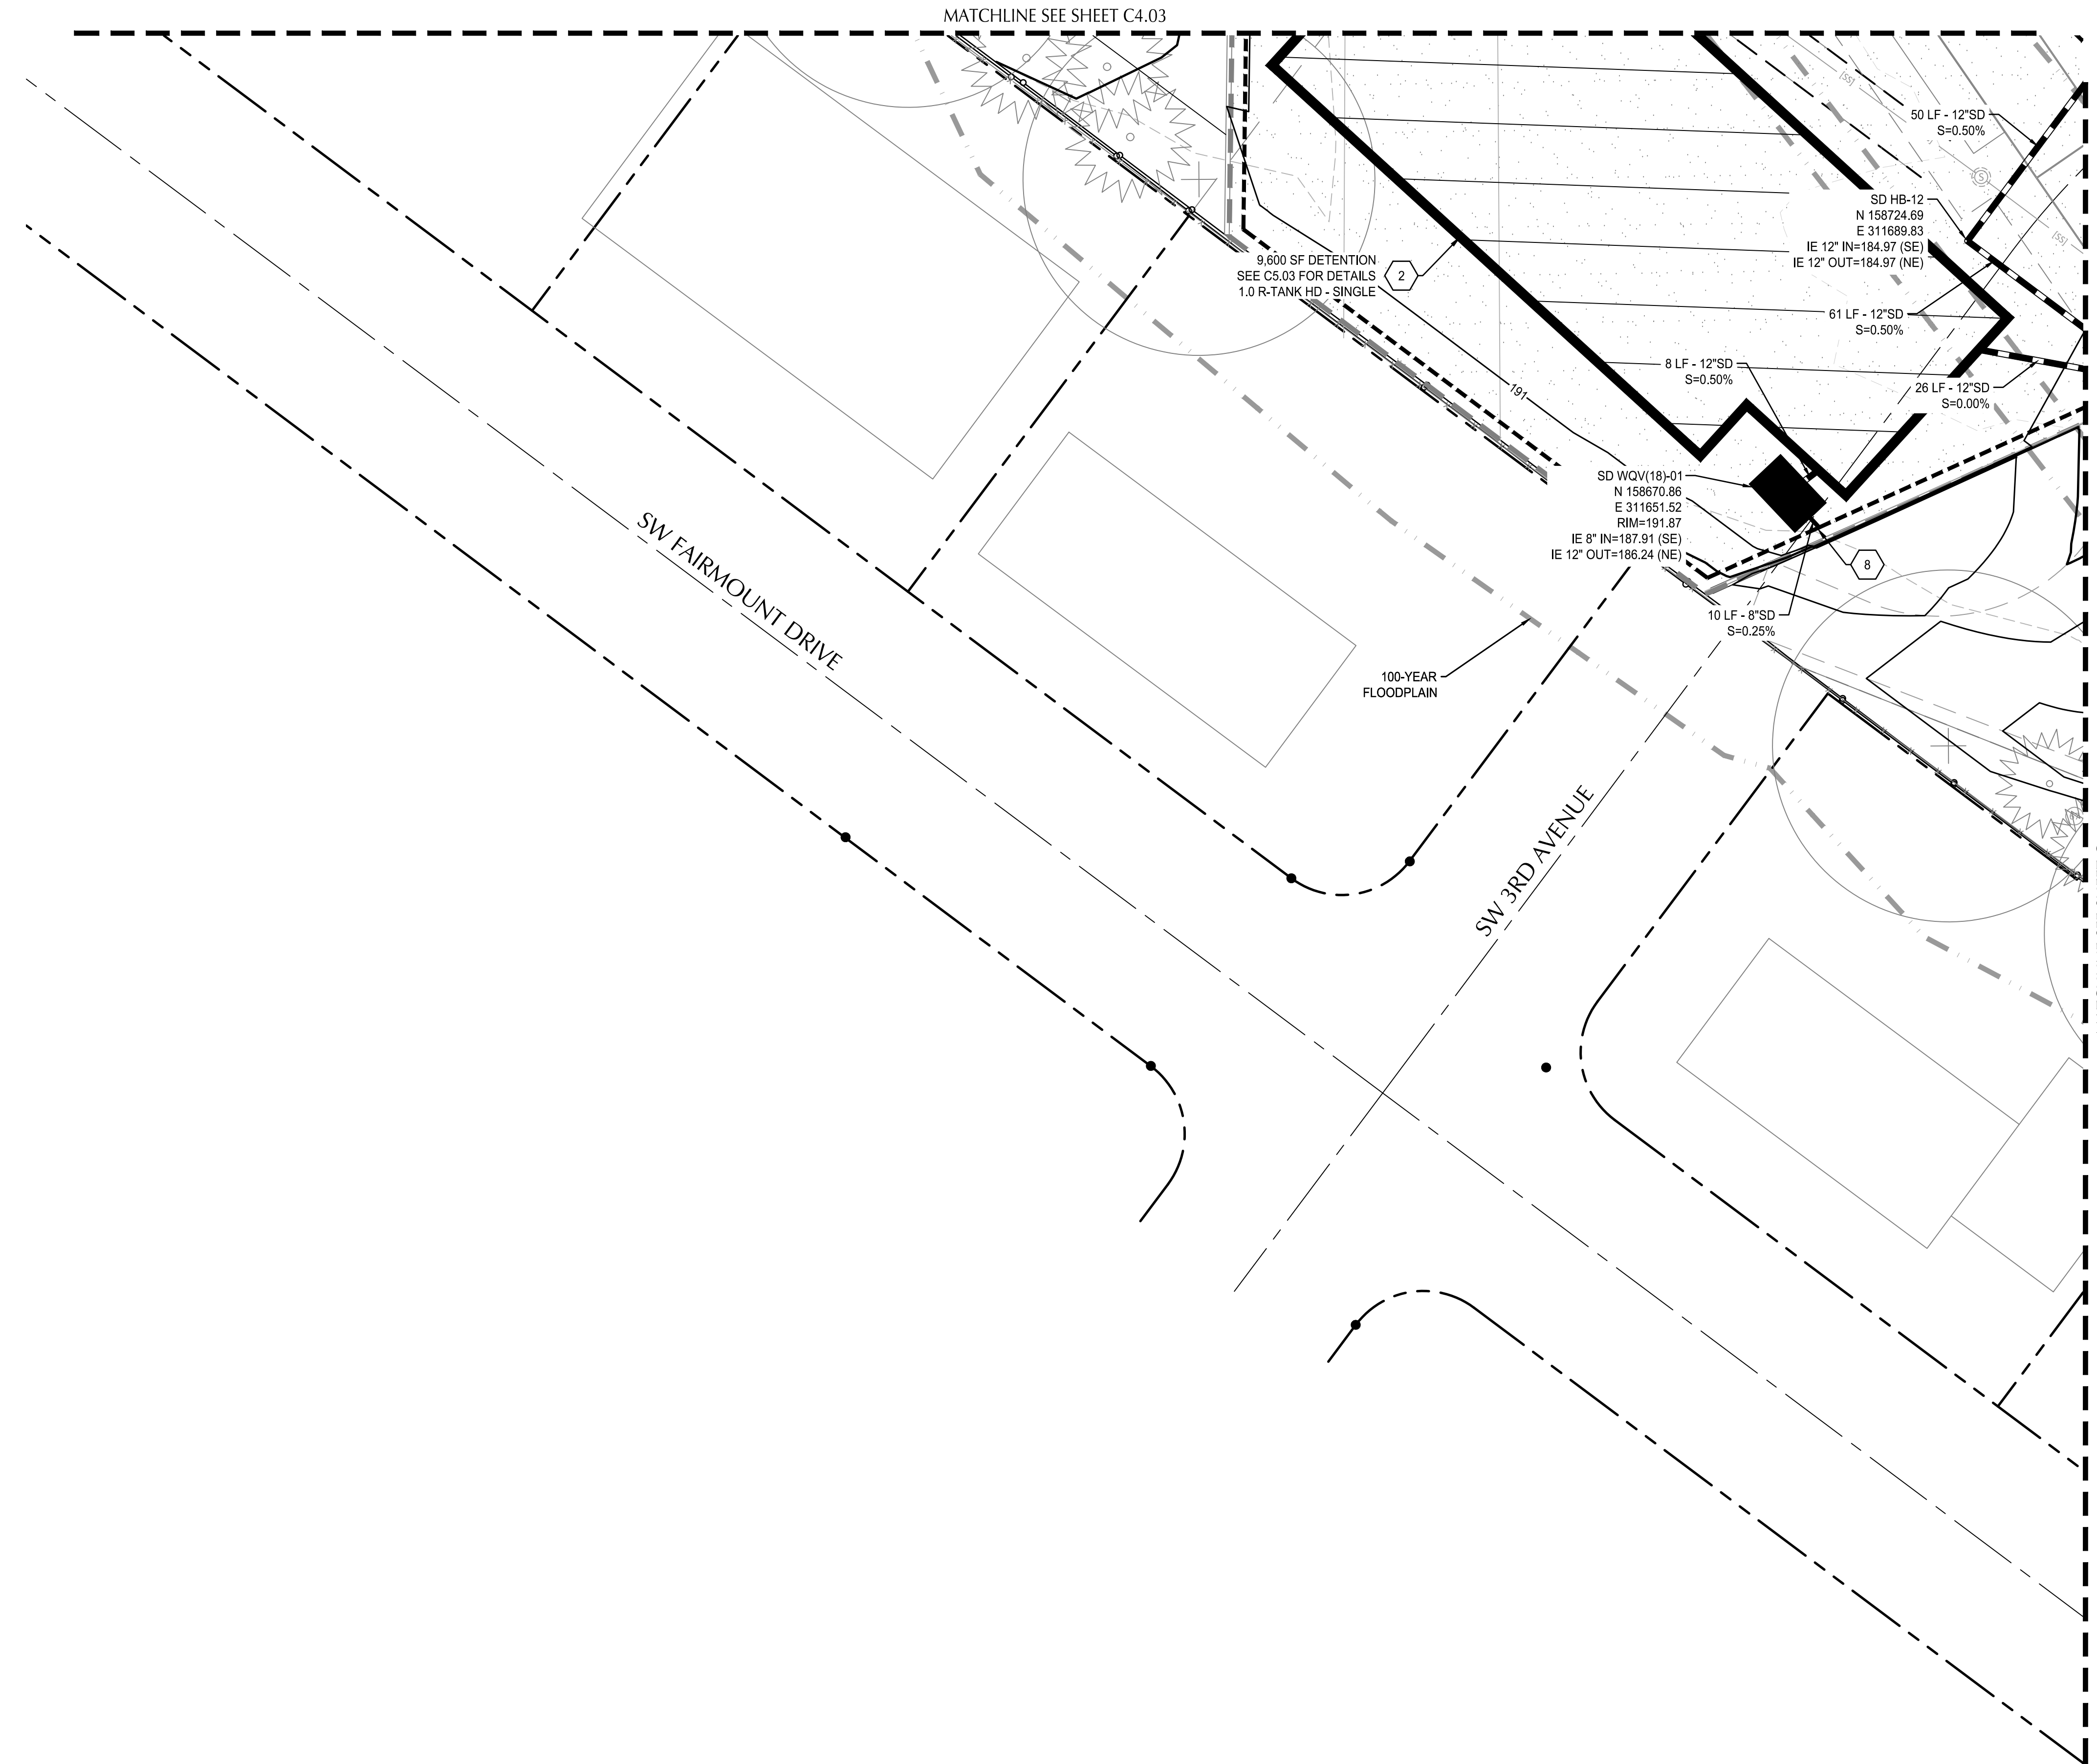 MATCHLINE SEE SHEET C4.03
[SS]
50 LF - 12"SD
S=0.50%
S
SD HB-12
N 158724.69
E 311689.83
IE 12" IN=184.97 (SE)
IE 12" OUT=184.97 (NE)
[SS]
9,600 SF DETENTION
SEE C5.03 FOR DETAILS
1.0 R-TANK HD - SINGLE
2
61 LF - 12"SD
S=0.50%
8 LF - 12"SD
S=0.50%
26 LF - 12"SD
S=0.00%
191
SD WQV(18)-01
N 158670.86
E 311651.52
RIM=191.87
IE 8" IN=187.91 (SE)
IE 12" OUT=186.24 (NE)
8
10 LF - 8"SD
S=0.25%
SW FAIRMOUNT DRIVE
100-YEAR
FLOODPLAIN
SW 3RD AVENUE